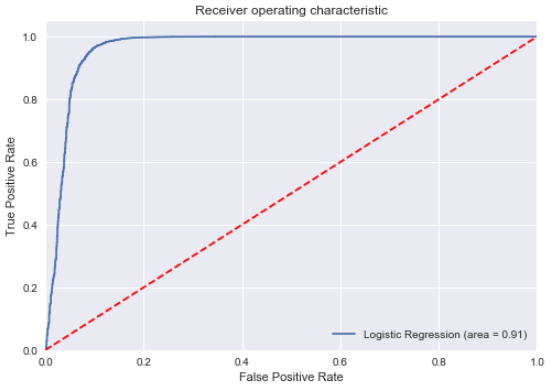 Receiver operating characteristic
1.0
0.8
0.6
0.4
0.2
0.0
True Positive Rate
Logistic Regression (area = 0.91)
0.0 0.2 0.4 0.6 0.8 1.0
False Positive Rate